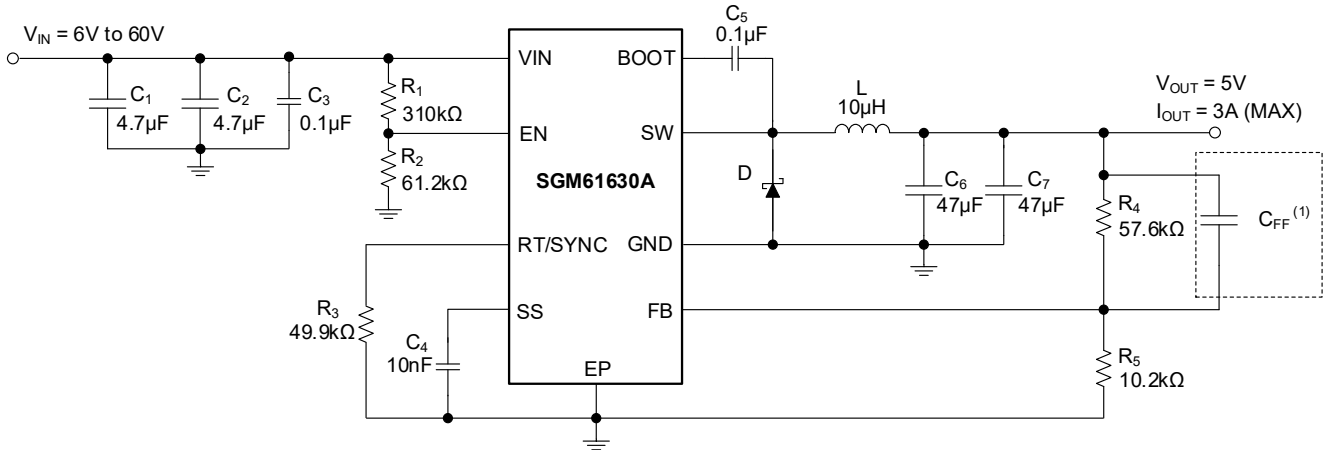 V_IN = 6V to 60V
C_1
4.7µF
C_2
4.7µF
C_3
0.1µF
R_1
310kΩ
R_2
61.2kΩ
R_3
49.9kΩ
C_4
10nF
VIN
BOOT
EN
SW
SGM61630A
RT/SYNC
GND
SS
FB
EP
C_5
0.1µF
L
10µH
D
C_6
47µF
C_7
47µF
V_OUT = 5V
I_OUT = 3A (MAX)
R_4
57.6kΩ
C_FF (1)
R_5
10.2kΩ